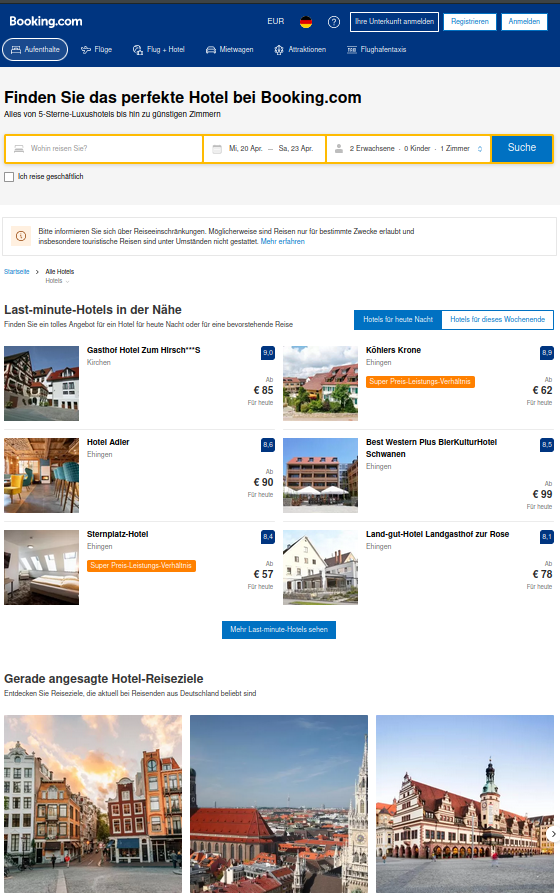 Booking.com
EUR
Ihre Unterkunft anmelden
Registrieren
Anmelden
Aufenthalte
Flüge
Flug + Hotel
Mietwagen
Attraktionen
Flughafentaxis
Finden Sie das perfekte Hotel bei Booking.com
Alles von 5-Sterne-Luxushotels bis hin zu günstigen Zimmern
Wohin reisen Sie?
Mi, 20 Apr. — Sa, 23 Apr.
2 Erwachsene · 0 Kinder · 1 Zimmer
Suche
Ich reise geschäftlich
Bitte informieren Sie sich über Reiseeinschränkungen. Möglicherweise sind Reisen nur für bestimmte Zwecke erlaubt und
insbesondere touristische Reisen sind unter Umständen nicht gestattet. Mehr erfahren
Startseite > Alle Hotels
Hotels
Last-minute-Hotels in der Nähe
Finden Sie ein tolles Angebot für ein Hotel für heute Nacht oder für eine bevorstehende Reise
Hotels für heute Nacht
Hotels für dieses Wochenende
Gasthof Hotel Zum Hirsch***S
9,0
Kirchen
Ab
€ 85
Für heute
Köhlers Krone
8,9
Ehingen
Super Preis-Leistungs-Verhältnis
Ab
€ 62
Für heute
Hotel Adler
8,6
Ehingen
Ab
€ 90
Für heute
Best Western Plus BierKulturHotel
Schwanen
8,5
Ehingen
Ab
€ 99
Für heute
Sternplatz-Hotel
8,4
Ehingen
Super Preis-Leistungs-Verhältnis
Ab
€ 57
Für heute
Land-gut-Hotel Landgasthof zur Rose
8,1
Ehingen
Ab
€ 78
Für heute
Mehr Last-minute-Hotels sehen
Gerade angesagte Hotel-Reiseziele
Entdecken Sie Reiseziele, die aktuell bei Reisenden aus Deutschland beliebt sind